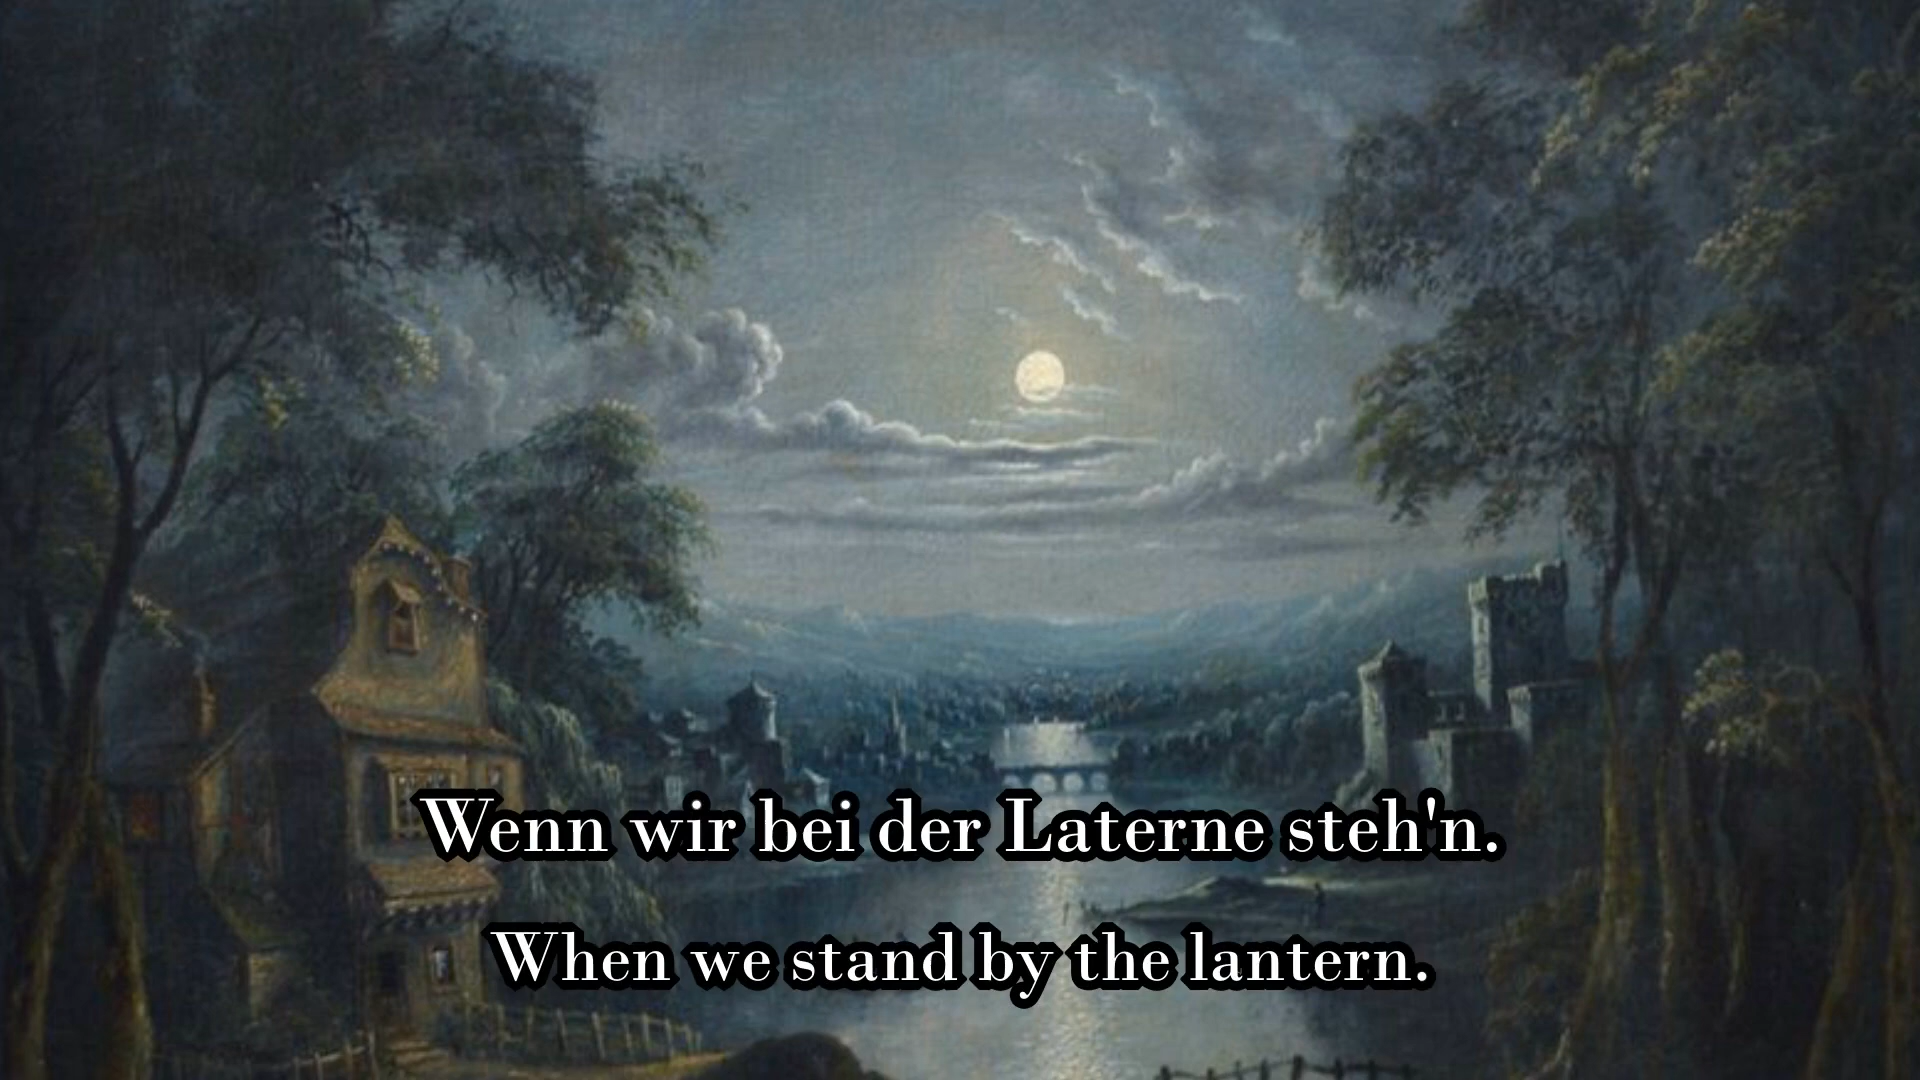 Wenn wir bei der Laterne steh'n.
When we stand by the lantern.